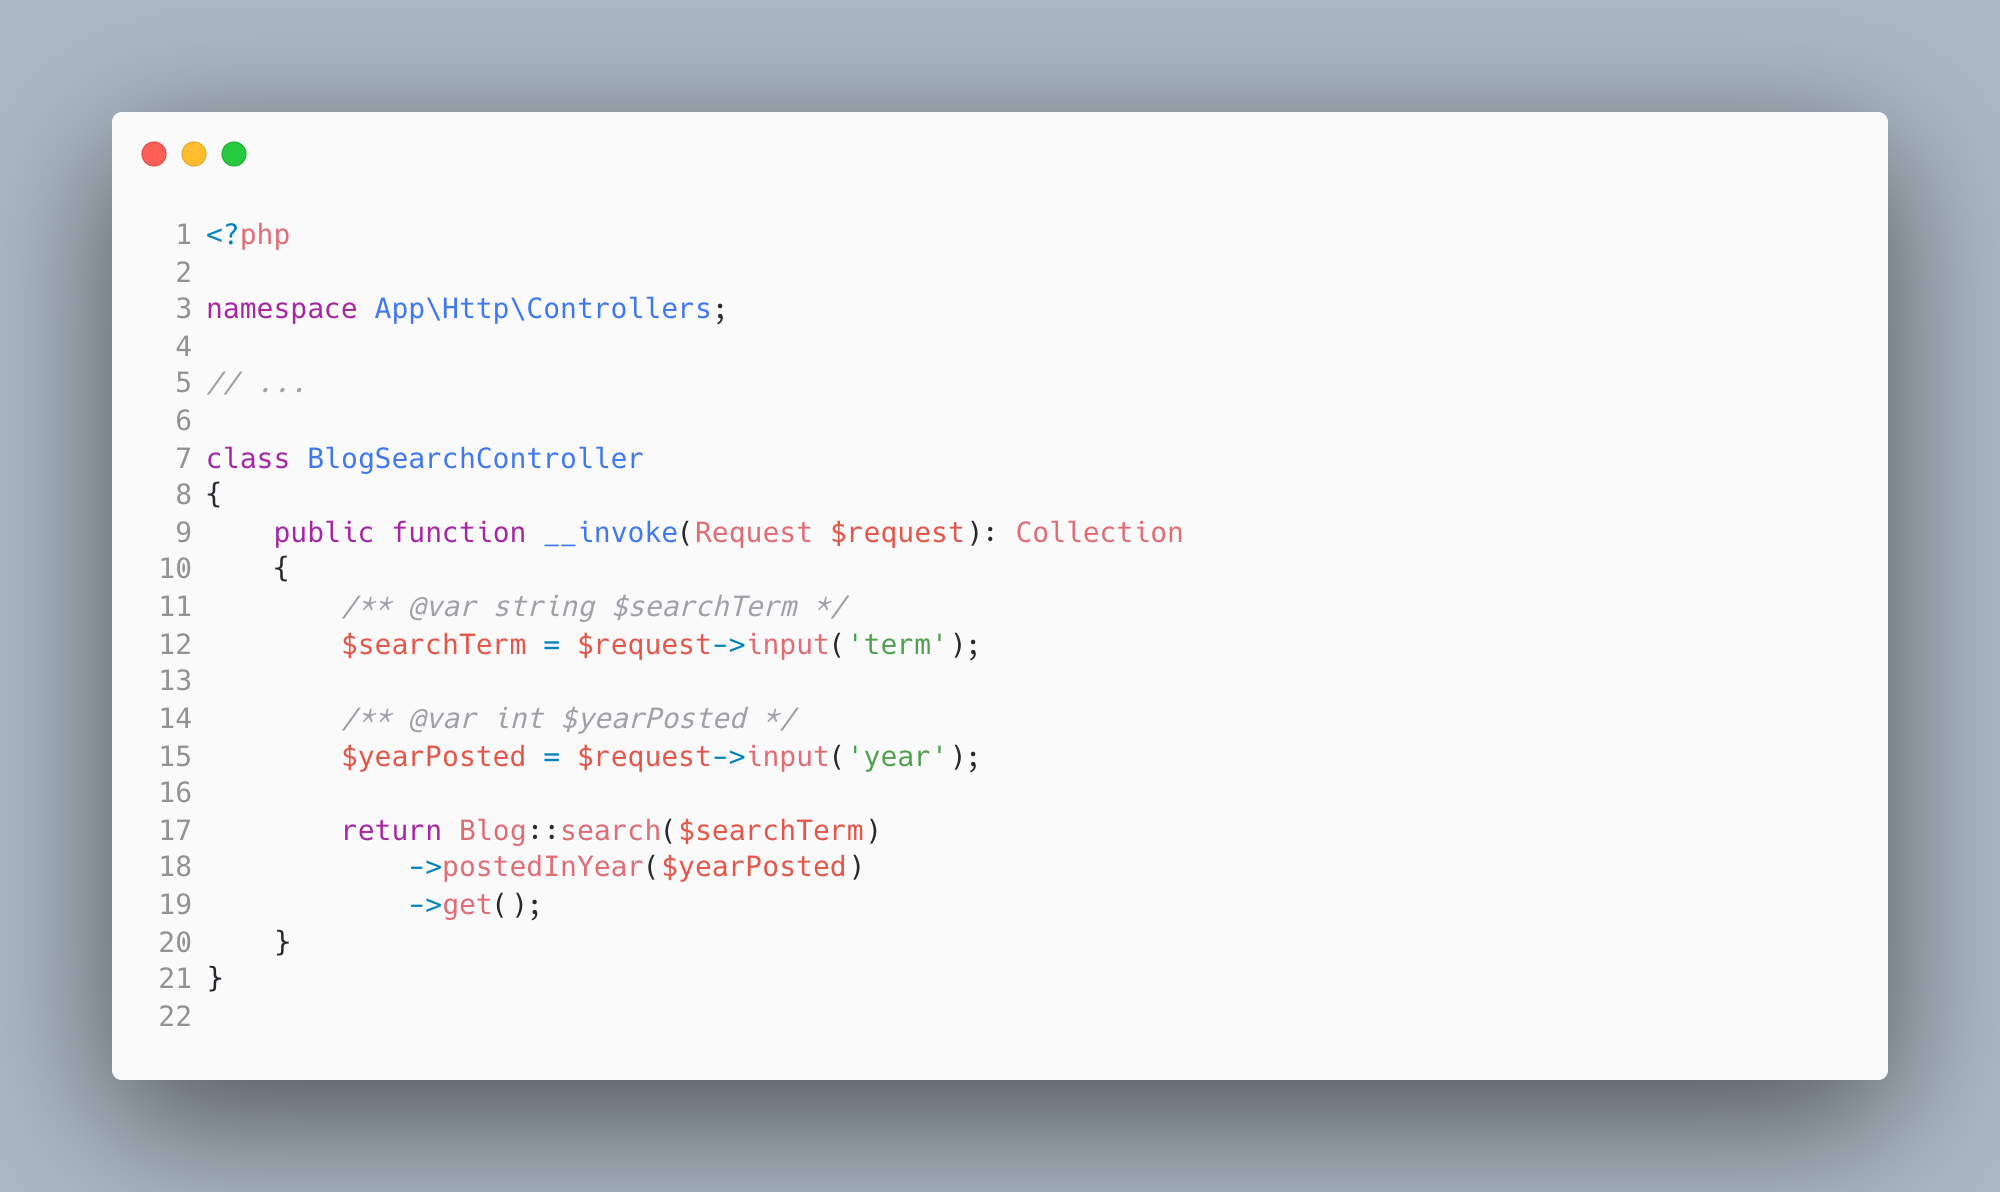 1 <?php
2
3 namespace App\Http\Controllers;
4
5 // ...
6
7 class BlogSearchController
8 {
9     public function __invoke(Request $request): Collection
10     {
11         /** @var string $searchTerm */
12         $searchTerm = $request->input('term');
13
14         /** @var int $yearPosted */
15         $yearPosted = $request->input('year');
16
17         return Blog::search($searchTerm)
18             ->postedInYear($yearPosted)
19             ->get();
20     }
21 }
22